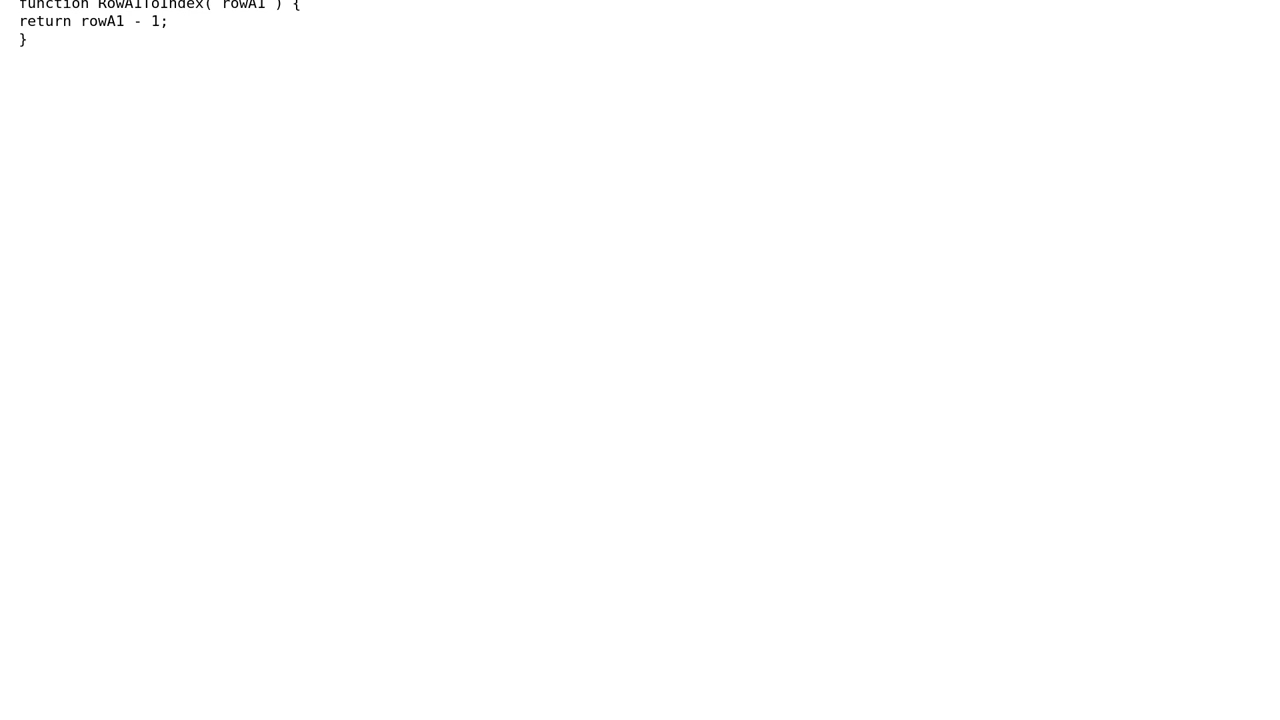 function RowA1ToIndex( rowA1 ) {
return rowA1 - 1;
}